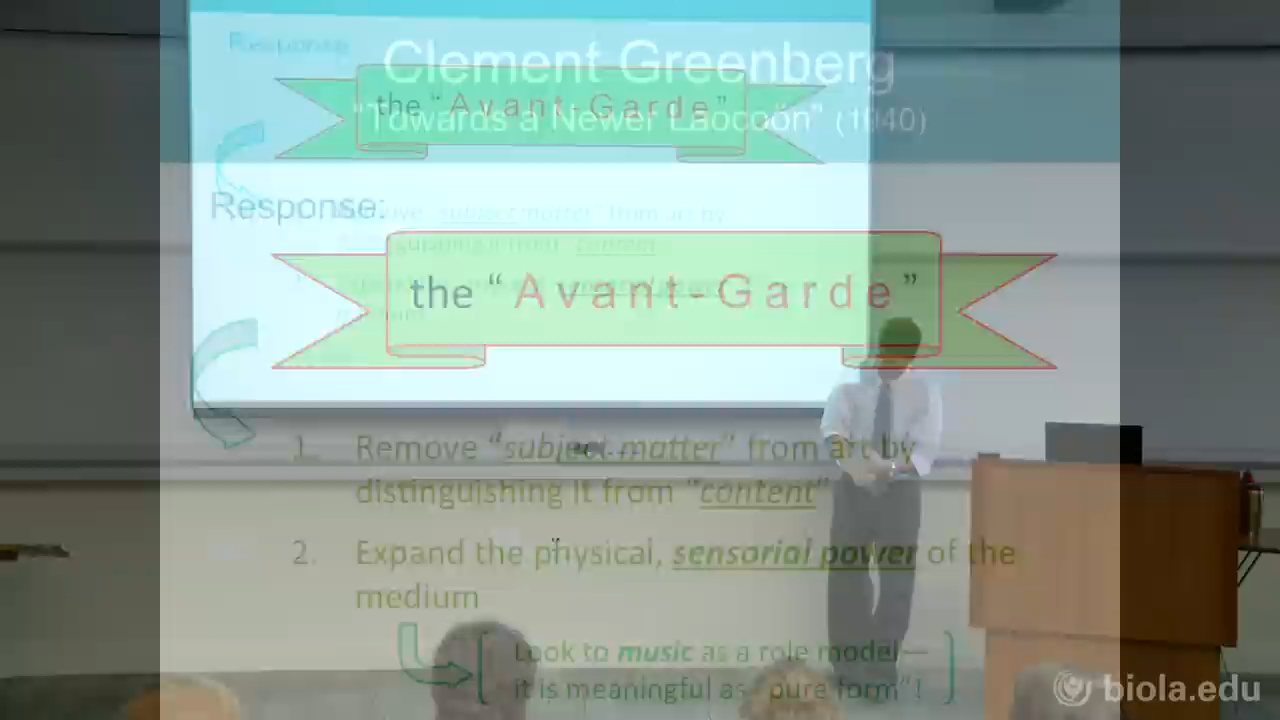 Clement Greenberg
"Towards a Newer Laocoön" (1940)
Response
the "Avant-Garde"
Response:
the "Avant-Garde"
1. Remove "subject matter" from art by
distinguishing it from "content"
2. Expand the physical, sensorial power of the
medium
Look to music as a role model—
it is meaningful as "pure form"!
biola.edu